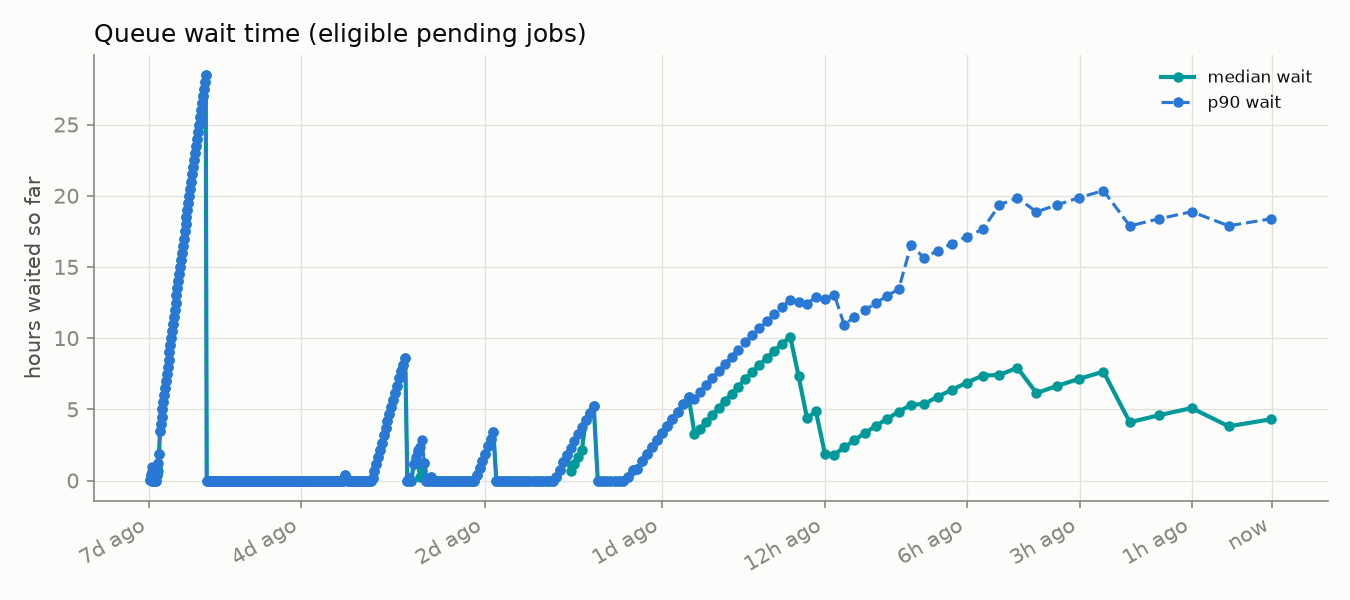 Queue wait time (eligible pending jobs)
median wait
p90 wait
hours waited so far
25
20
15
10
5
0
7d ago
4d ago
2d ago
1d ago
12h ago
6h ago
3h ago
1h ago
now